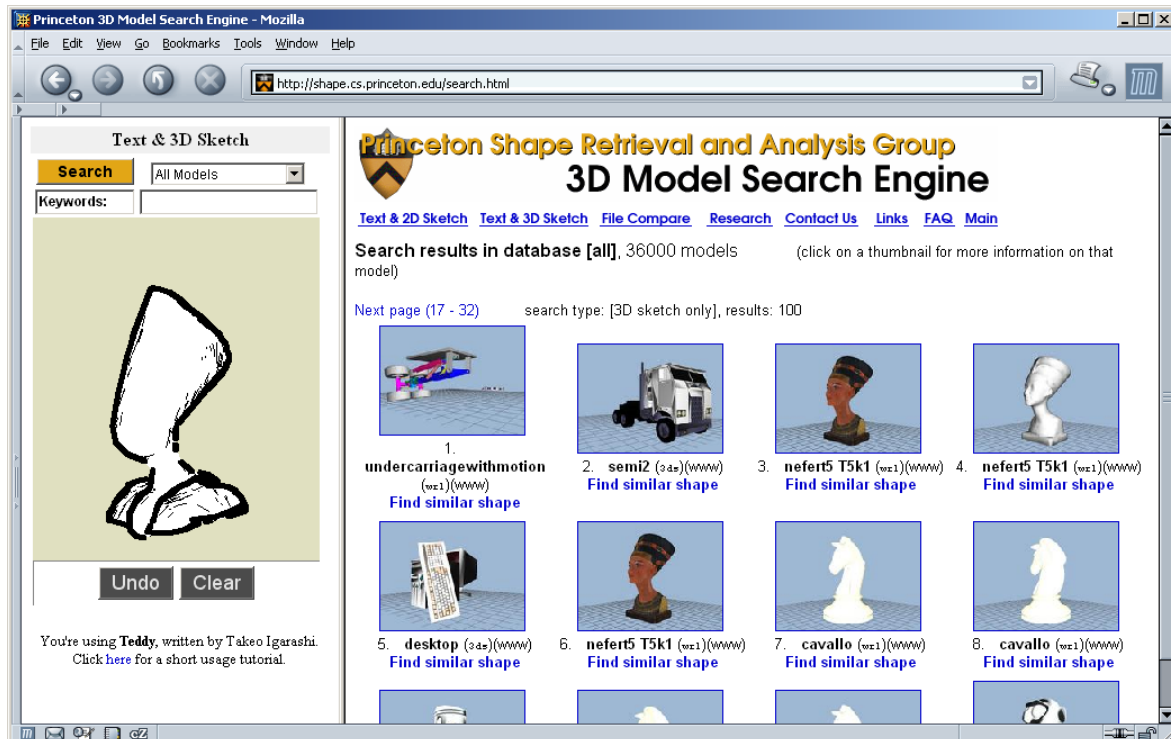 Princeton 3D Model Search Engine - Mozilla
File Edit View Go Bookmarks Tools Window Help
http://shape.cs.princeton.edu/search.html
Text & 3D Sketch
Search All Models
Keywords:
Undo Clear
You're using Teddy, written by Takeo Igarashi.
Click here for a short usage tutorial.
Princeton Shape Retrieval and Analysis Group
3D Model Search Engine
Text & 2D Sketch Text & 3D Sketch File Compare Research Contact Us Links FAQ Main
Search results in database [all], 36000 models (click on a thumbnail for more information on that
model)
Next page (17 - 32) search type: [3D sketch only], results: 100
1.
undercarriagewithmotion
(wrl)(www)
Find similar shape
2. semi2 (3ds)(www)
Find similar shape
3. nefert5 T5k1 (wrl)(www)
Find similar shape
4. nefert5 T5k1 (wrl)(www)
Find similar shape
5. desktop (3ds)(www)
Find similar shape
6. nefert5 T5k1 (wrl)(www)
Find similar shape
7. cavallo (wrl)(www)
Find similar shape
8. cavallo (wrl)(www)
Find similar shape